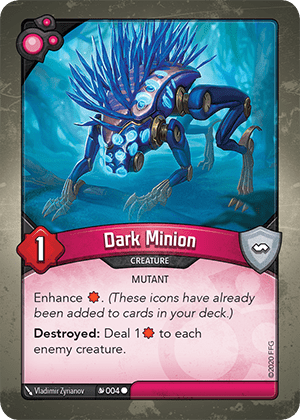 Dark Minion
1
CREATURE
MUTANT
Enhance . (These icons have already
been added to cards in your deck.)
Destroyed: Deal 1 to each
enemy creature.
Vladimir Zyrianov
004
©2020 FFG